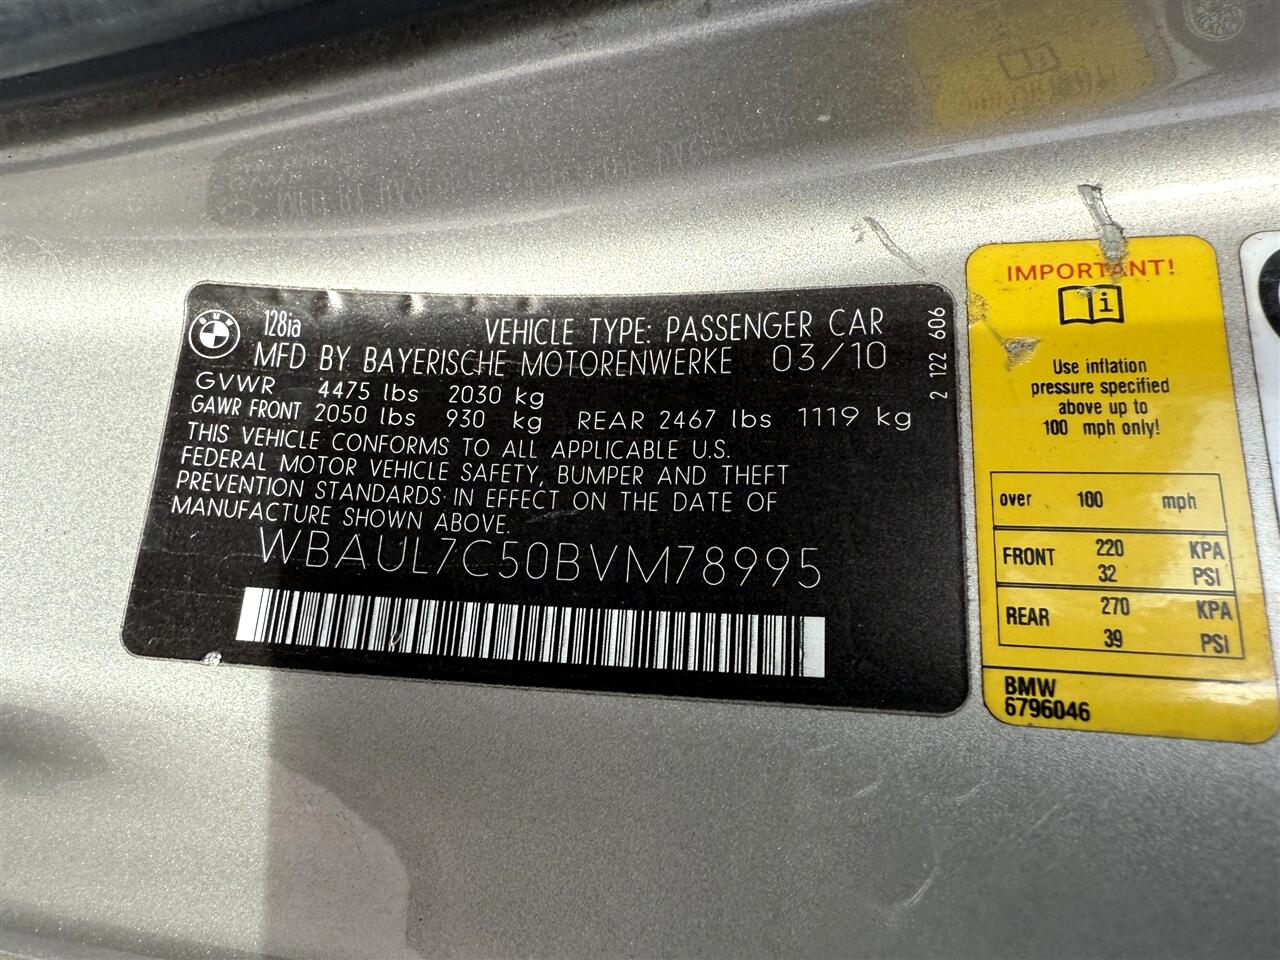 BMW
128ia
VEHICLE TYPE: PASSENGER CAR
MFD BY BAYERISCHE MOTORENWERKE 03/10
GVWR 4475 lbs 2030 kg
GAWR FRONT 2050 lbs 930 kg REAR 2467 lbs 1119 kg
THIS VEHICLE CONFORMS TO ALL APPLICABLE U.S.
FEDERAL MOTOR VEHICLE SAFETY, BUMPER AND THEFT
PREVENTION STANDARDS IN EFFECT ON THE DATE OF
MANUFACTURE SHOWN ABOVE.
WBAUL7C50BVM78995
2 122 606
IMPORTANT!
i
Use inflation
pressure specified
above up to
100 mph only!
over 100 mph
FRONT 220 KPA
32 PSI
REAR 270 KPA
39 PSI
BMW
6796046